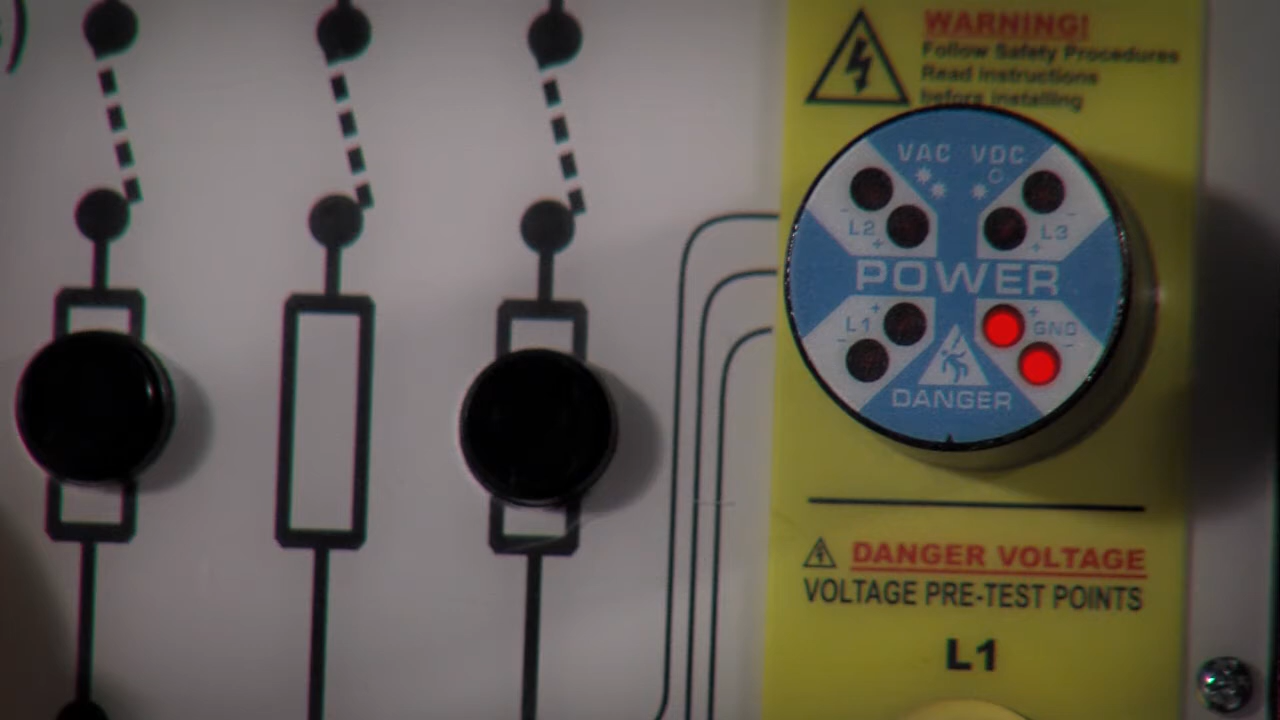 )
WARNING!
Follow Safety Procedures
Read instructions
before installing
VAC VDC
- L2 +
+ L3 -
POWER
L1 +
+ GND -
DANGER
DANGER VOLTAGE
VOLTAGE PRE-TEST POINTS
L1